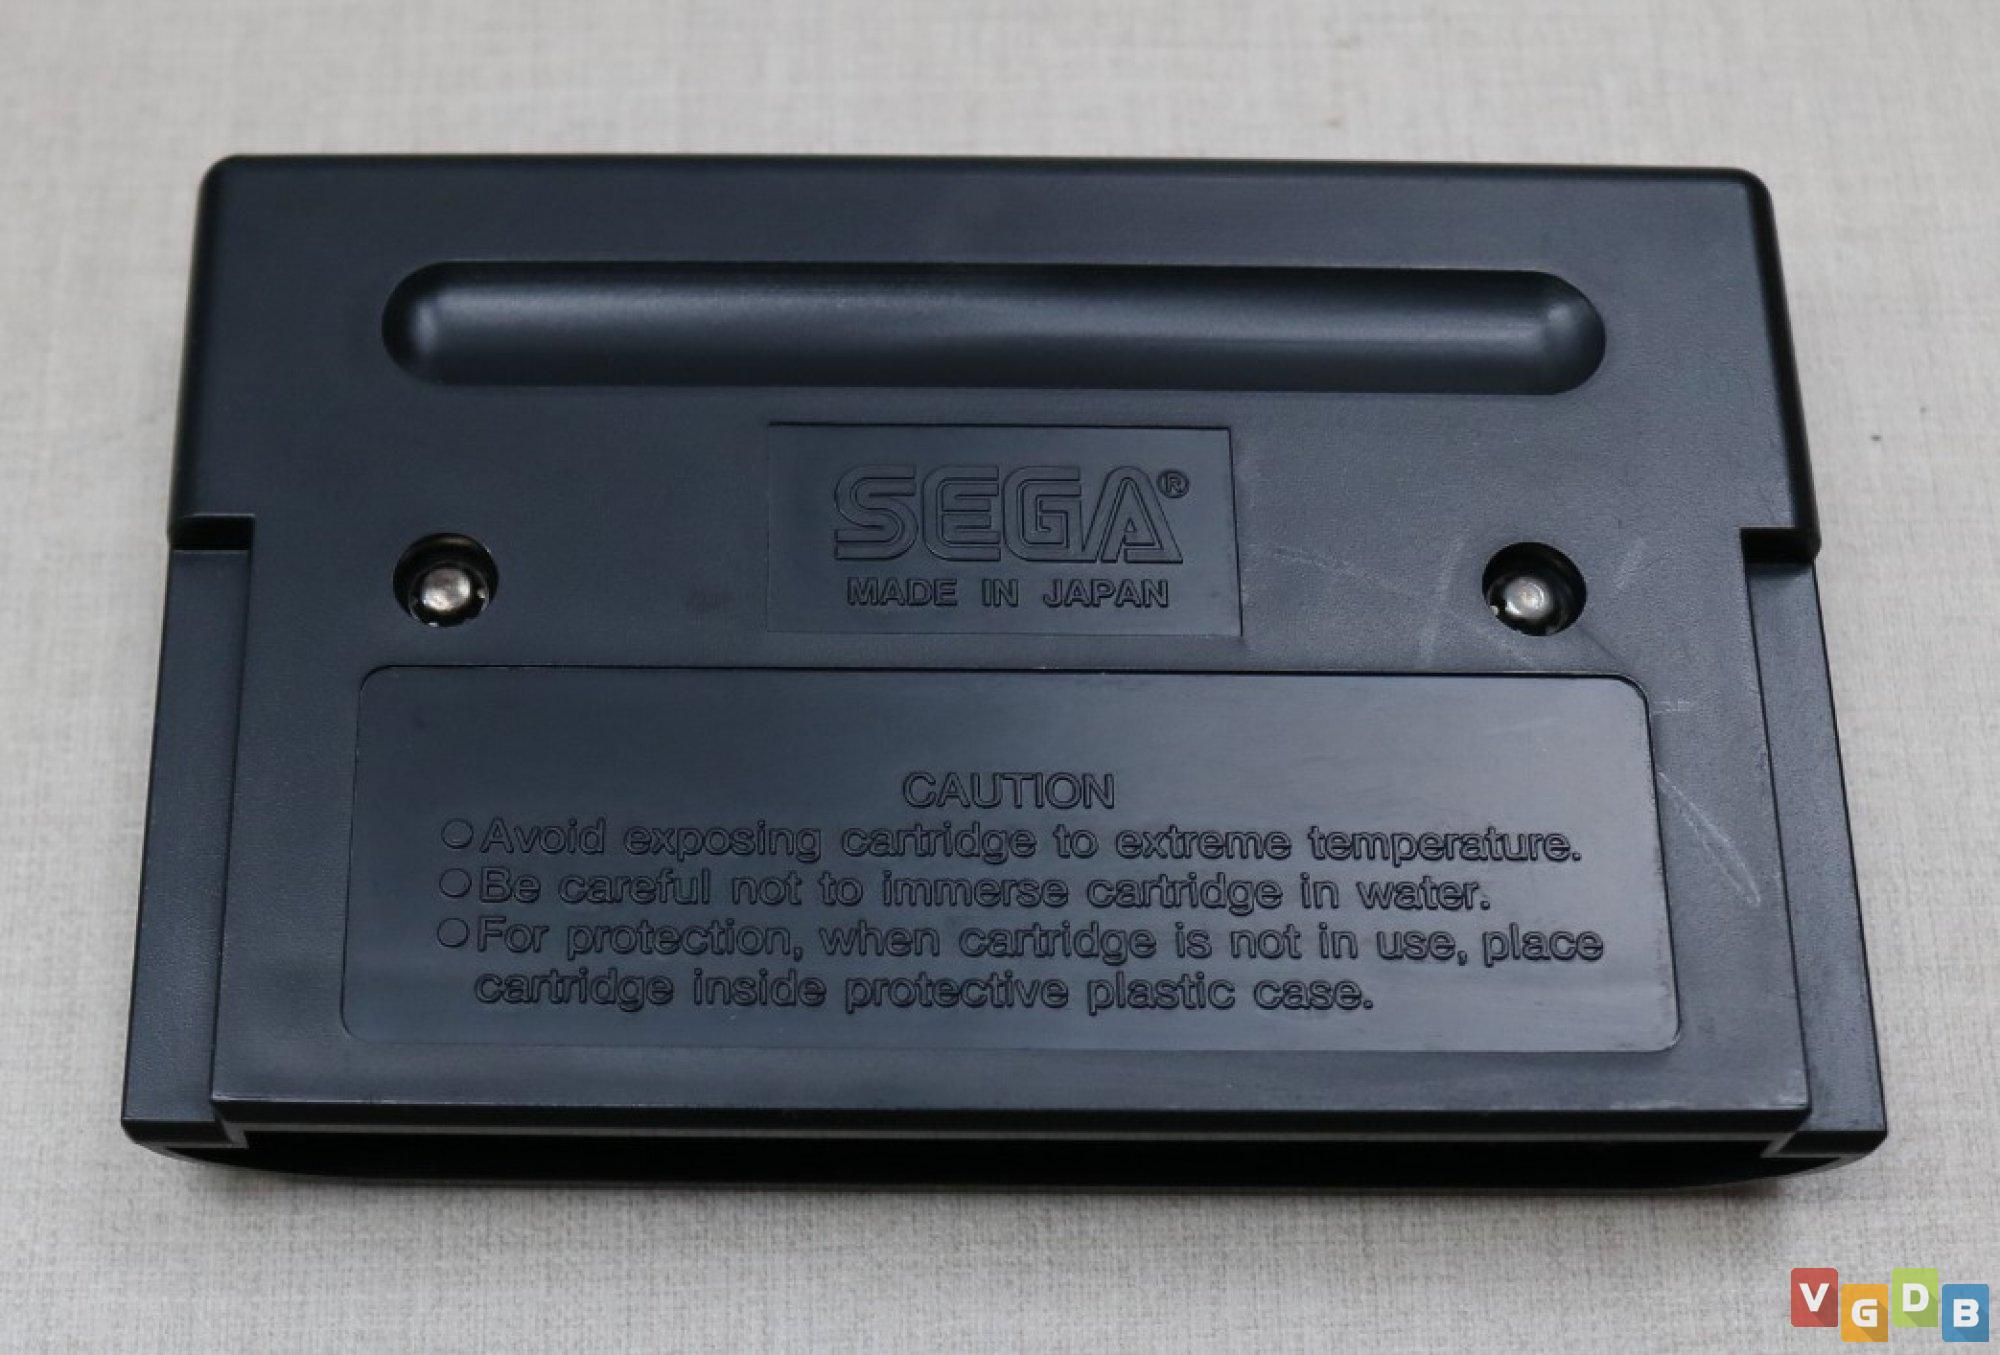 SEGA®
MADE IN JAPAN
CAUTION
○Avoid exposing cartridge to extreme temperature.
○Be careful not to immerse cartridge in water.
○For protection, when cartridge is not in use, place
cartridge inside protective plastic case.
VGDB